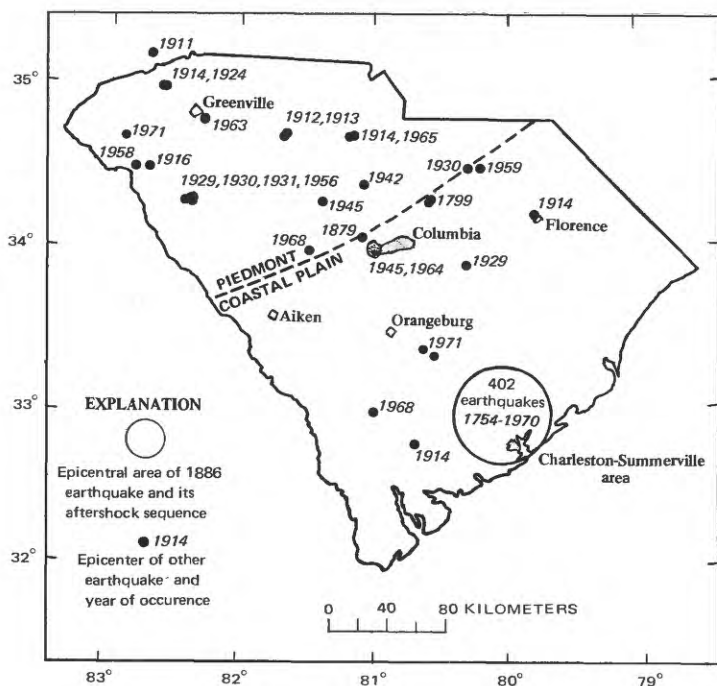 1911
35°
1914,1924
Greenville
1912,1913
1963
1914,1965
1971
1958
1916
1930
1959
1942
1929,1930,1931,1956
1799
1914
1945
Florence
34°
1879
Columbia
1968
PIEDMONT
COASTAL PLAIN
1945,1964
1929
Aiken
Orangeburg
1971
33°
EXPLANATION
402
earthquakes
1754-1970
1968
1914
Charleston-Summerville
area
Epicentral area of 1886
earthquake and its
aftershock sequence
1914
32°
Epicenter of other
earthquake and
year of occurence
0 40 80 KILOMETERS
83° 82° 81° 80° 79°